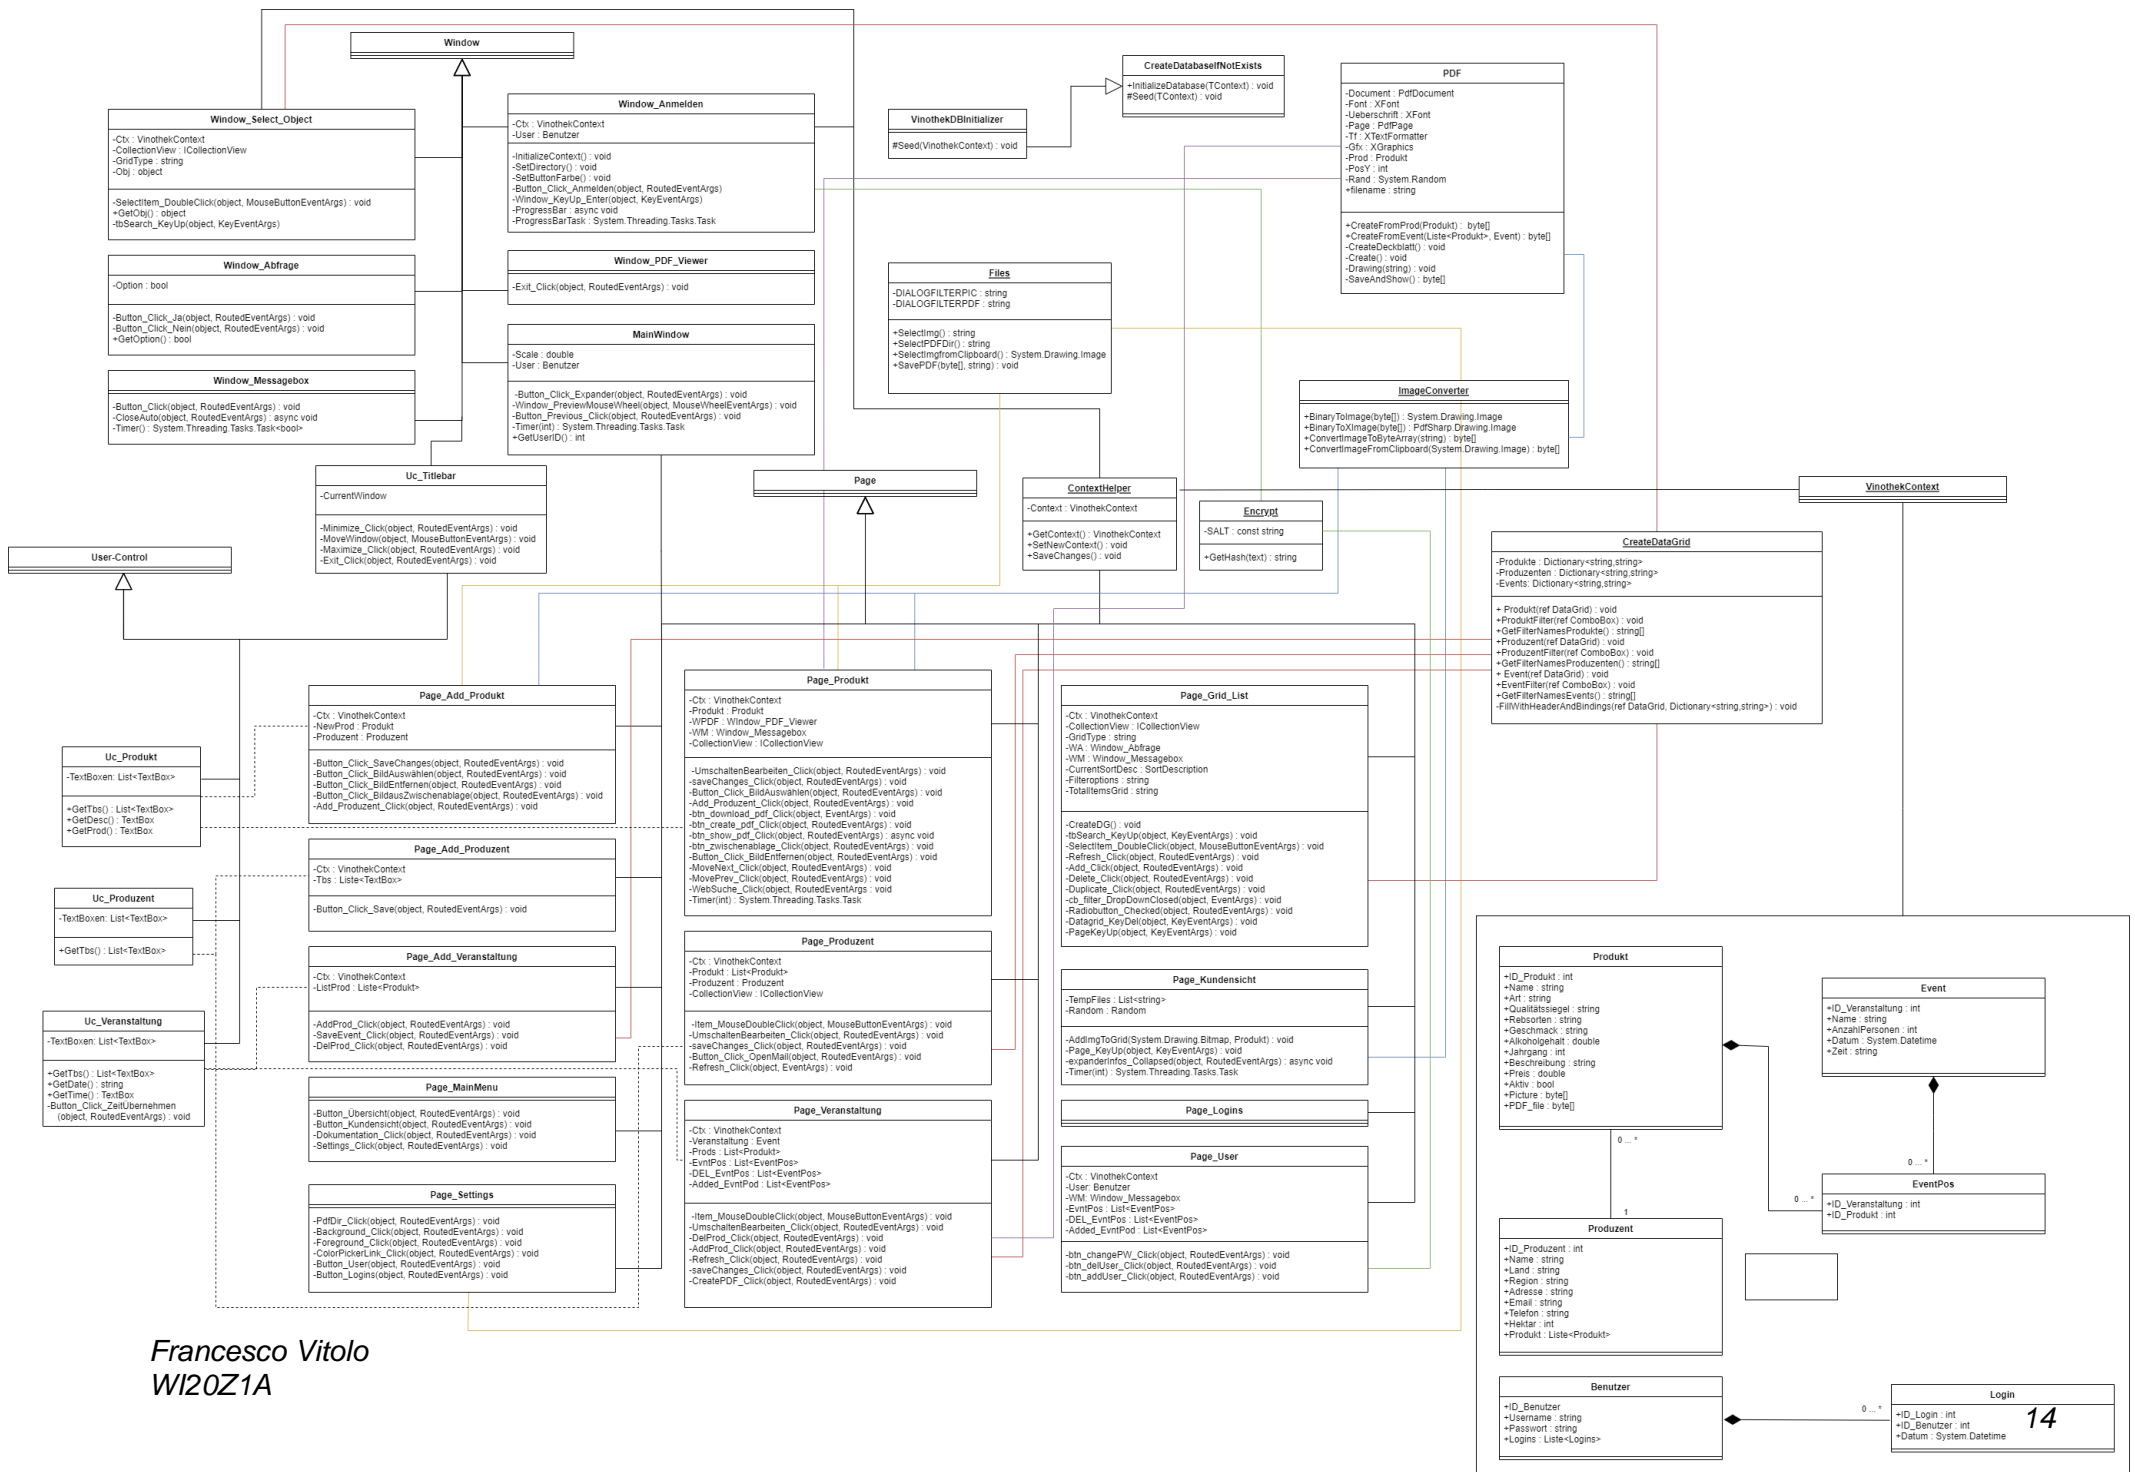 Window
Window_Select_Object
-Ctx : VinothekContext
-CollectionView : ICollectionView
-GridType : string
-Obj : object
-SelectItem_DoubleClick(object, MouseButtonEventArgs) : void
+GetObj() : object
-tbSearch_KeyUp(object, KeyEventArgs)
Window_Abfrage
-Option : bool
-Button_Click_Ja(object, RoutedEventArgs) : void
-Button_Click_Nein(object, RoutedEventArgs) : void
+GetOption() : bool
Window_Messagebox
-Button_Click(object, RoutedEventArgs) : void
-CloseAuto(object, RoutedEventArgs) : async void
-Timer() : System.Threading.Tasks.Task<bool>
Window_Anmelden
-Ctx : VinothekContext
-User : Benutzer
-InitializeContext() : void
-SetDirectory() : void
-SetButtonFarbe() : void
-Button_Click_Anmelden(object, RoutedEventArgs)
-Window_KeyUp_Enter(object, KeyEventArgs)
-ProgressBar : async void
-ProgressBarTask : System.Threading.Tasks.Task
Window_PDF_Viewer
-Exit_Click(object, RoutedEventArgs) : void
MainWindow
-Scale : double
-User : Benutzer
-Button_Click_Expander(object, RoutedEventArgs) : void
-Window_PreviewMouseWheel(object, MouseWheelEventArgs) : void
-Button_Previous_Click(object, RoutedEventArgs) : void
-Timer(int) : System.Threading.Tasks.Task
+GetUserID() : int
VinothekDBInitializer
#Seed(VinothekContext) : void
CreateDatabaseIfNotExists
+InitializeDatabase(TContext) : void
#Seed(TContext) : void
PDF
-Document : PdfDocument
-Font : XFont
-Ueberschrift : XFont
-Page : PdfPage
-Tf : XTextFormatter
-Gfx : XGraphics
-Prod : Produkt
-PosY : int
-Rand : System.Random
+filename : string
+CreateFromProd(Produkt) : byte[]
+CreateFromEvent(Liste<Produkt>, Event) : byte[]
-CreateDeckblatt() : void
-Create() : void
-Drawing(string) : void
-SaveAndShow() : byte[]
Files
-DIALOGFILTERPIC : string
-DIALOGFILTERPDF : string
+SelectImg() : string
+SelectPDFDir() : string
+SelectImgfromClipboard() : System.Drawing.Image
+SavePDF(byte[], string) : void
ImageConverter
+BinaryToImage(byte[]) : System.Drawing.Image
+BinaryToXImage(byte[]) : PdfSharp.Drawing.Image
+ConvertImageToByteArray(string) : byte[]
+ConvertImageFromClipboard(System.Drawing.Image) : byte[]
Uc_Titlebar
-CurrentWindow
-Minimize_Click(object, RoutedEventArgs) : void
-MoveWindow(object, MouseButtonEventArgs) : void
-Maximize_Click(object, RoutedEventArgs) : void
-Exit_Click(object, RoutedEventArgs) : void
User-Control
Page
ContextHelper
-Context : VinothekContext
+GetContext() : VinothekContext
+SetNewContext() : void
+SaveChanges() : void
Encrypt
-SALT : const string
+GetHash(text) : string
VinothekContext
CreateDataGrid
-Produkte : Dictionary<string,string>
-Produzenten : Dictionary<string,string>
-Events: Dictionary<string,string>
+ Produkt(ref DataGrid) : void
+ProduktFilter(ref ComboBox) : void
+GetFilterNamesProdukte() : string[]
+Produzent(ref DataGrid) : void
+ProduzentFilter(ref ComboBox) : void
+GetFilterNamesProduzenten() : string[]
+ Event(ref DataGrid) : void
+EventFilter(ref ComboBox) : void
+GetFilterNamesEvents() : string[]
-FillWithHeaderAndBindings(ref DataGrid, Dictionary<string,string>) : void
Uc_Produkt
-TextBoxen: List<TextBox>
+GetTbs() : List<TextBox>
+GetDesc() : TextBox
+GetProd() : TextBox
Uc_Produzent
-TextBoxen: List<TextBox>
+GetTbs() : List<TextBox>
Uc_Veranstaltung
-TextBoxen: List<TextBox>
+GetTbs() : List<TextBox>
+GetDate() : string
+GetTime() : TextBox
-Button_Click_ZeitÜbernehmen
(object, RoutedEventArgs) : void
Page_Add_Produkt
-Ctx : VinothekContext
-NewProd : Produkt
-Produzent : Produzent
-Button_Click_SaveChanges(object, RoutedEventArgs) : void
-Button_Click_BildAuswählen(object, RoutedEventArgs) : void
-Button_Click_BildEntfernen(object, RoutedEventArgs) : void
-Button_Click_BildausZwischenablage(object, RoutedEventArgs) : void
-Add_Produzent_Click(object, RoutedEventArgs) : void
Page_Add_Produzent
-Ctx : VinothekContext
-Tbs : Liste<TextBox>
-Button_Click_Save(object, RoutedEventArgs) : void
Page_Add_Veranstaltung
-Ctx : VinothekContext
-ListProd : Liste<Produkt>
-AddProd_Click(object, RoutedEventArgs) : void
-SaveEvent_Click(object, RoutedEventArgs) : void
-DelProd_Click(object, RoutedEventArgs) : void
Page_MainMenu
-Button_Übersicht(object, RoutedEventArgs) : void
-Button_Kundensicht(object, RoutedEventArgs) : void
-Dokumentation_Click(object, RoutedEventArgs) : void
-Settings_Click(object, RoutedEventArgs) : void
Page_Settings
-PdfDir_Click(object, RoutedEventArgs) : void
-Background_Click(object, RoutedEventArgs) : void
-Foreground_Click(object, RoutedEventArgs) : void
-ColorPickerLink_Click(object, RoutedEventArgs) : void
-Button_User(object, RoutedEventArgs) : void
-Button_Logins(object, RoutedEventArgs) : void
Page_Produkt
-Ctx : VinothekContext
-Produkt : Produkt
-WPDF : WIndow_PDF_Viewer
-WM : Window_Messagebox
-CollectionView : ICollectionView
-UmschaltenBearbeiten_Click(object, RoutedEventArgs) : void
-saveChanges_Click(object, RoutedEventArgs) : void
-Button_Click_BildAuswählen(object, RoutedEventArgs) : void
-Add_Produzent_Click(object, RoutedEventArgs) : void
-btn_download_pdf_Click(object, EventArgs) : void
-btn_create_pdf_Click(object, RoutedEventArgs) : void
-btn_show_pdf_Click(object, RoutedEventArgs) : async void
-btn_zwischenablage_Click(object, RoutedEventArgs) : void
-Button_Click_BildEntfernen(object, RoutedEventArgs) : void
-MoveNext_Click(object, RoutedEventArgs) : void
-MovePrev_Click(object, RoutedEventArgs) : void
-WebSuche_Click(object, RoutedEventArgs : void
-Timer(int) : System.Threading.Tasks.Task
Page_Produzent
-Ctx : VinothekContext
-Produkt : List<Produkt>
-Produzent : Produzent
-CollectionView : ICollectionView
-Item_MouseDoubleClick(object, MouseButtonEventArgs) : void
-UmschaltenBearbeiten_Click(object, RoutedEventArgs) : void
-saveChanges_Click(object, RoutedEventArgs) : void
-Button_Click_OpenMail(object, RoutedEventArgs) : void
-Refresh_Click(object, EventArgs) : void
Page_Veranstaltung
-Ctx : VinothekContext
-Veranstaltung : Event
-Prods : List<Produkt>
-EvntPos : List<EventPos>
-DEL_EvntPos : List<EventPos>
-Added_EvntPod : List<EventPos>
-Item_MouseDoubleClick(object, MouseButtonEventArgs) : void
-UmschaltenBearbeiten_Click(object, RoutedEventArgs) : void
-DelProd_Click(object, RoutedEventArgs) : void
-AddProd_Click(object, RoutedEventArgs) : void
-Refresh_Click(object, RoutedEventArgs) : void
-saveChanges_Click(object, RoutedEventArgs) : void
-CreatePDF_Click(object, RoutedEventArgs) : void
Page_Grid_List
-Ctx : VinothekContext
-CollectionView : ICollectionView
-GridType : string
-WA : Window_Abfrage
-WM : Window_Messagebox
-CurrentSortDesc : SortDescription
-Filteroptions : string
-TotalItemsGrid : string
-CreateDG() : void
-tbSearch_KeyUp(object, KeyEventArgs) : void
-SelectItem_DoubleClick(object, MouseButtonEventArgs) : void
-Refresh_Click(object, RoutedEventArgs) : void
-Add_Click(object, RoutedEventArgs) : void
-Delete_Click(object, RoutedEventArgs) : void
-Duplicate_Click(object, RoutedEventArgs) : void
-cb_filter_DropDownClosed(object, EventArgs) : void
-Radiobutton_Checked(object, RoutedEventArgs) : void
-Datagrid_KeyDel(object, KeyEventArgs) : void
-PageKeyUp(object, KeyEventArgs) : void
Page_Kundensicht
-TempFiles : List<string>
-Random : Random
-AddImgToGrid(System.Drawing.Bitmap, Produkt) : void
-Page_KeyUp(object, KeyEventArgs) : void
-expanderInfos_Collapsed(object, RoutedEventArgs) : async void
-Timer(int) : System.Threading.Tasks.Task
Page_Logins
Page_User
-Ctx : VinothekContext
-User: Benutzer
-WM: Window_Messagebox
-EvntPos : List<EventPos>
-DEL_EvntPos : List<EventPos>
-Added_EvntPod : List<EventPos>
-btn_changePW_Click(object, RoutedEventArgs) : void
-btn_delUser_Click(object, RoutedEventArgs) : void
-btn_addUser_Click(object, RoutedEventArgs) : void
Produkt
+ID_Produkt : int
+Name : string
+Art : string
+Qualitätssiegel : string
+Rebsorten : string
+Geschmack : string
+Alkoholgehalt : double
+Jahrgang : int
+Beschreibung : string
+Preis : double
+Aktiv : bool
+Picture : byte[]
+PDF_file : byte[]
Event
+ID_Veranstaltung : int
+Name : string
+AnzahlPersonen : int
+Datum : System.Datetime
+Zeit : string
0 ... *
0 ... *
EventPos
+ID_Veranstaltung : int
+ID_Produkt : int
0 ... *
1
Produzent
+ID_Produzent : int
+Name : string
+Land : string
+Region : string
+Adresse : string
+Email : string
+Telefon : string
+Hektar : int
+Produkt : Liste<Produkt>
Benutzer
+ID_Benutzer
+Username : string
+Passwort : string
+Logins : Liste<Logins>
0 ... *
Login
+ID_Login : int
+ID_Benutzer : int
+Datum : System.Datetime
14
Francesco Vitolo
WI20Z1A